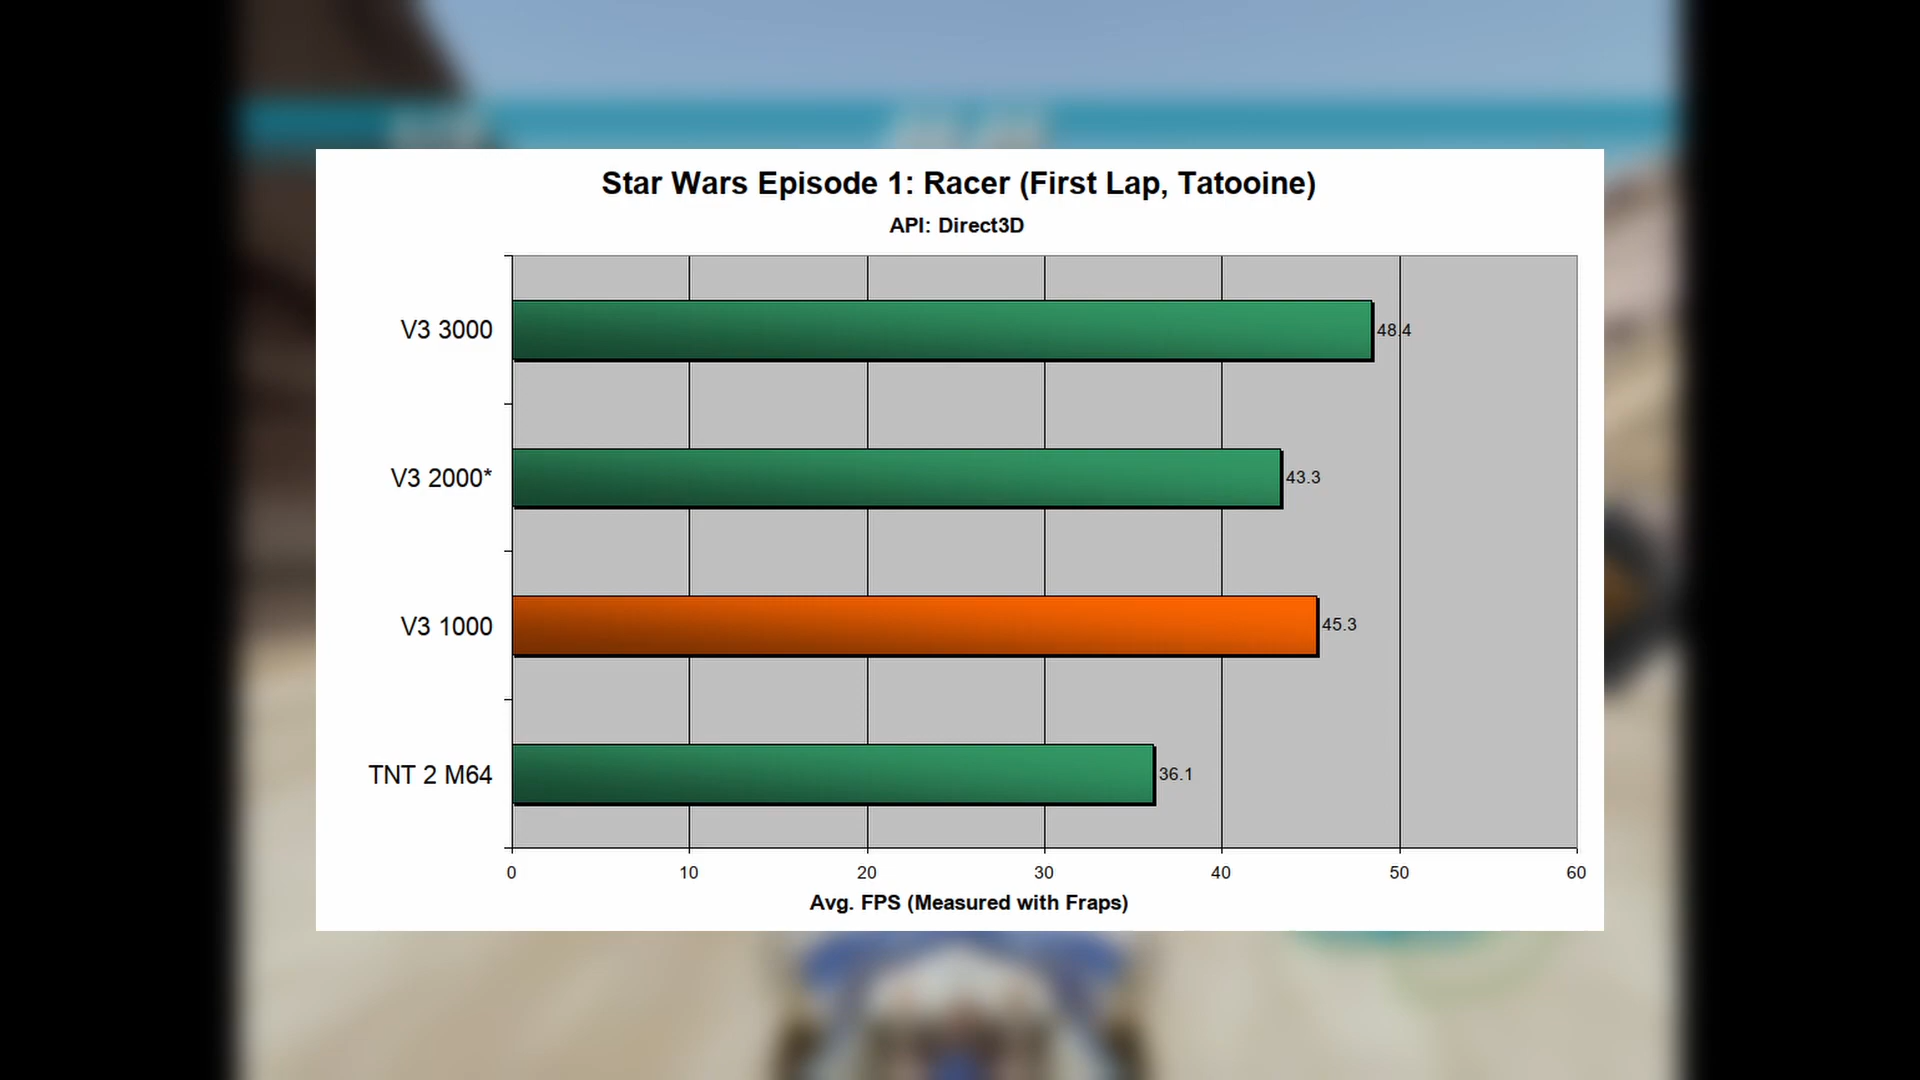 Star Wars Episode 1: Racer (First Lap, Tatooine)
API: Direct3D
V3 3000
48.4
V3 2000*
43.3
V3 1000
45.3
TNT 2 M64
36.1
0 10 20 30 40 50 60
Avg. FPS (Measured with Fraps)